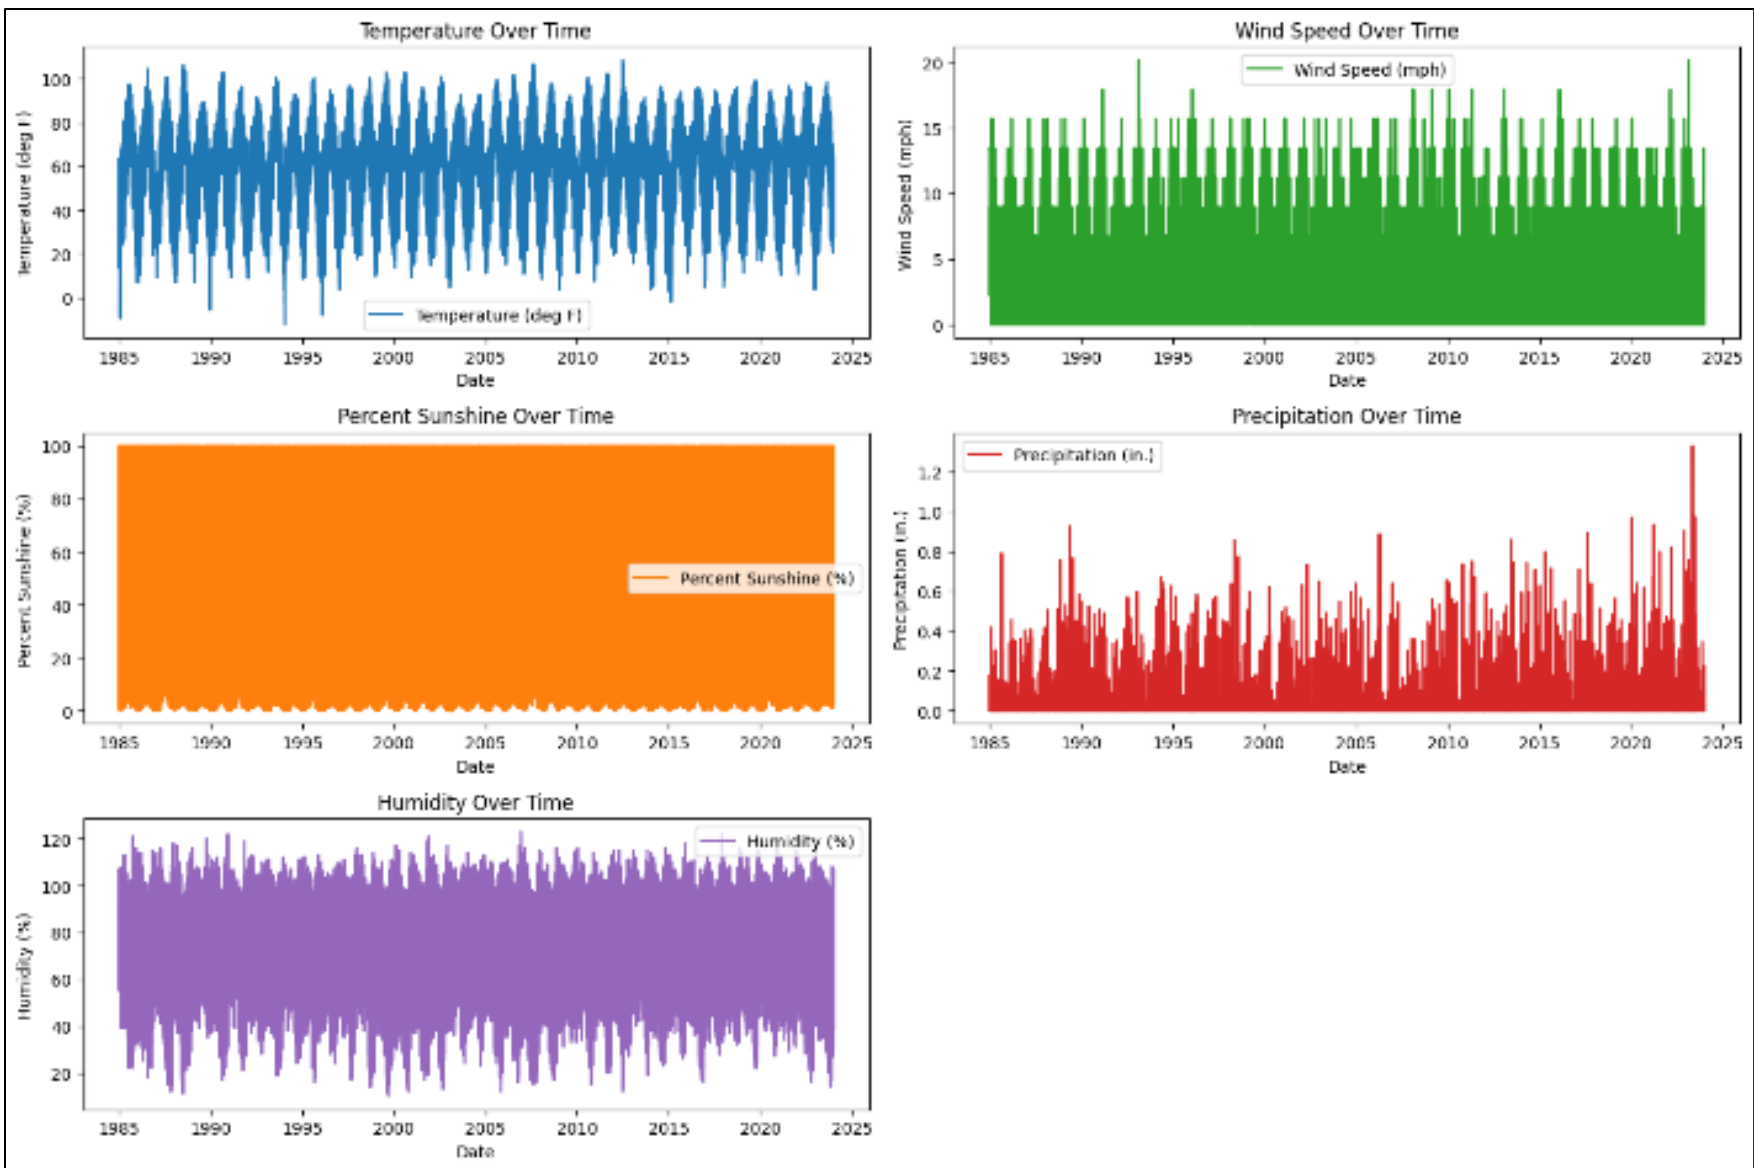 Temperature Over Time
100
80
60
40
20
0
Temperature (deg F)
Temperature (deg F)
1985 1990 1995 2000 2005 2010 2015 2020 2025
Date
Wind Speed Over Time
Wind Speed (mph)
20
15
10
5
0
Wind Speed (mph)
1985 1990 1995 2000 2005 2010 2015 2020 2025
Date
Percent Sunshine Over Time
100
80
60
40
20
0
Percent Sunshine (%)
Percent Sunshine (%)
1985 1990 1995 2000 2005 2010 2015 2020 2025
Date
Precipitation Over Time
Precipitation (in.)
1.2
1.0
0.8
0.6
0.4
0.2
0.0
Precipitation (in.)
1985 1990 1995 2000 2005 2010 2015 2020 2025
Date
Humidity Over Time
Humidity (%)
120
100
80
60
40
20
Humidity (%)
1985 1990 1995 2000 2005 2010 2015 2020 2025
Date